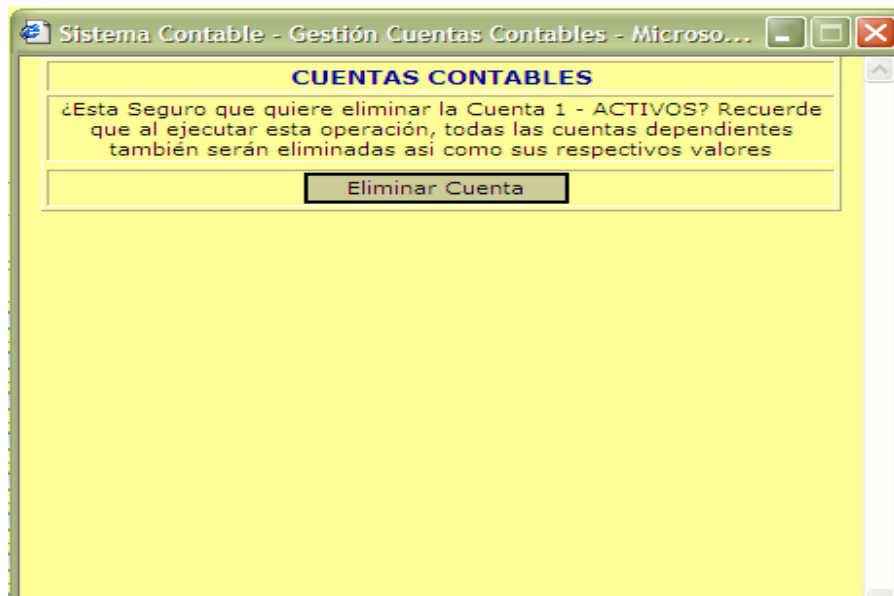 Sistema Contable - Gestión Cuentas Contables - Microso...
CUENTAS CONTABLES
¿Esta Seguro que quiere eliminar la Cuenta 1 - ACTIVOS? Recuerde
que al ejecutar esta operación, todas las cuentas dependientes
también serán eliminadas asi como sus respectivos valores
Eliminar Cuenta